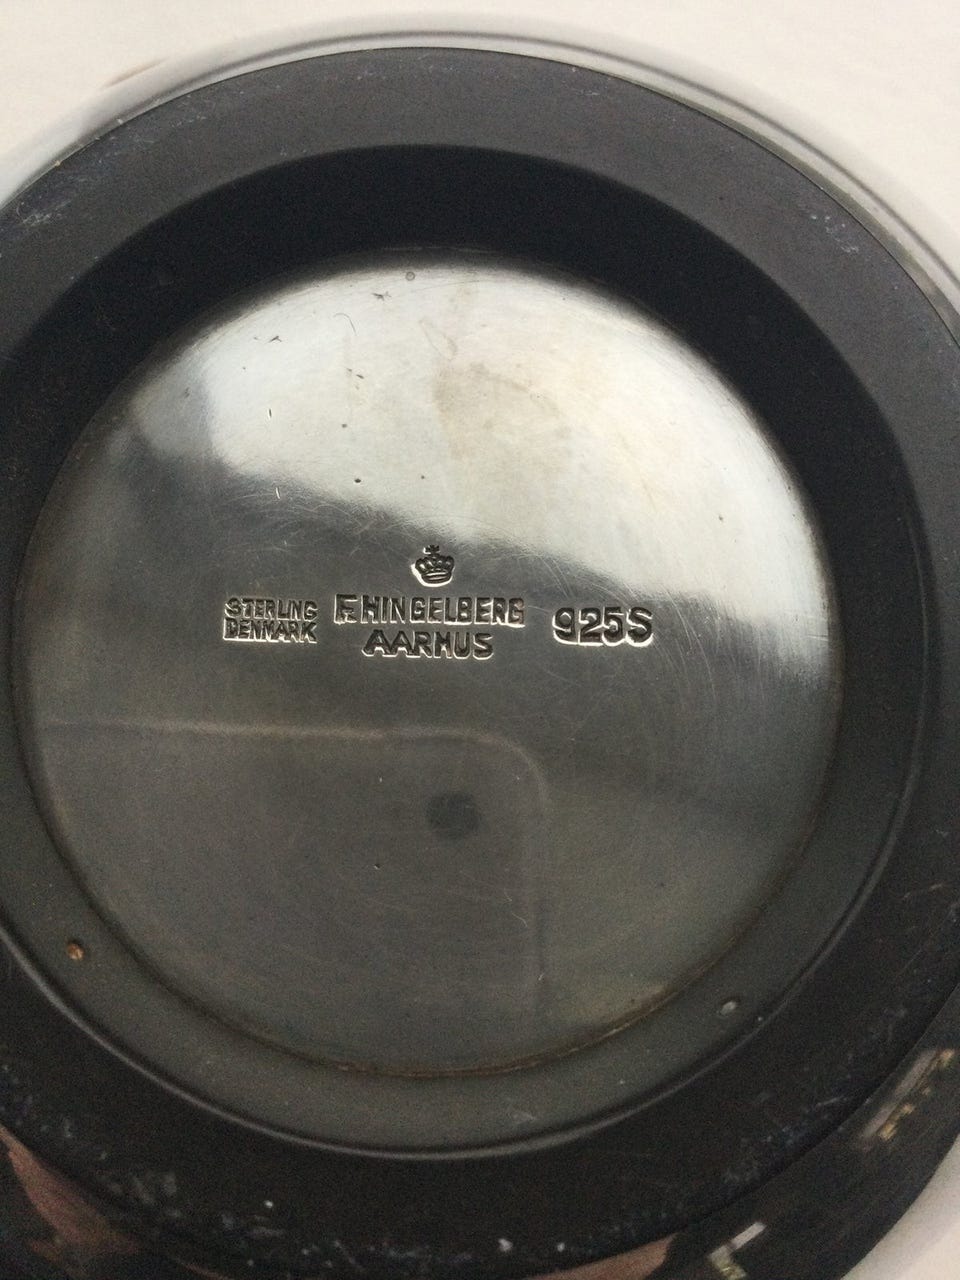 STERLING
DENMARK
F. HINGELBERG
AARHUS
925S